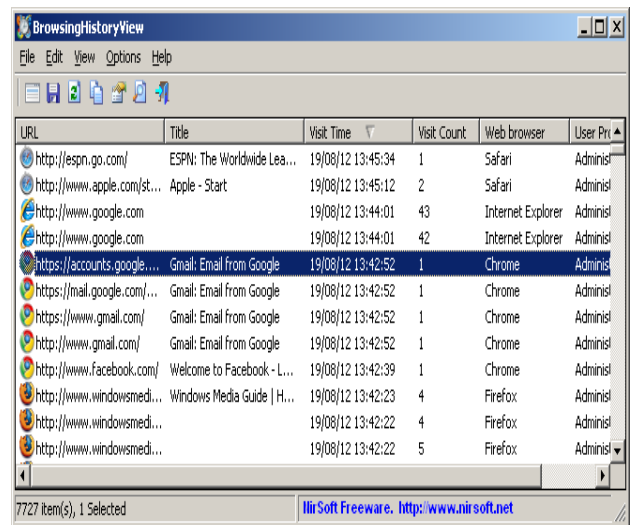 BrowsingHistoryView
File Edit View Options Help
URL Title Visit Time Visit Count Web browser User Pro
http://espn.go.com/ ESPN: The Worldwide Lea... 19/08/12 13:45:34 1 Safari Adminis
http://www.apple.com/st... Apple - Start 19/08/12 13:45:12 2 Safari Adminis
http://www.google.com 19/08/12 13:44:01 43 Internet Explorer Adminis
http://www.google.com 19/08/12 13:44:01 42 Internet Explorer Adminis
https://accounts.google.... Gmail: Email from Google 19/08/12 13:42:52 1 Chrome Adminis
https://mail.google.com/... Gmail: Email from Google 19/08/12 13:42:52 1 Chrome Adminis
https://www.gmail.com/ Gmail: Email from Google 19/08/12 13:42:52 1 Chrome Adminis
http://www.gmail.com/ Gmail: Email from Google 19/08/12 13:42:52 1 Chrome Adminis
http://www.facebook.com/ Welcome to Facebook - L... 19/08/12 13:42:39 1 Chrome Adminis
http://www.windowsmedi... Windows Media Guide | H... 19/08/12 13:42:23 4 Firefox Adminis
http://www.windowsmedi... 19/08/12 13:42:22 4 Firefox Adminis
http://www.windowsmedi... 19/08/12 13:42:22 5 Firefox Adminis
7727 item(s), 1 Selected NirSoft Freeware. http://www.nirsoft.net